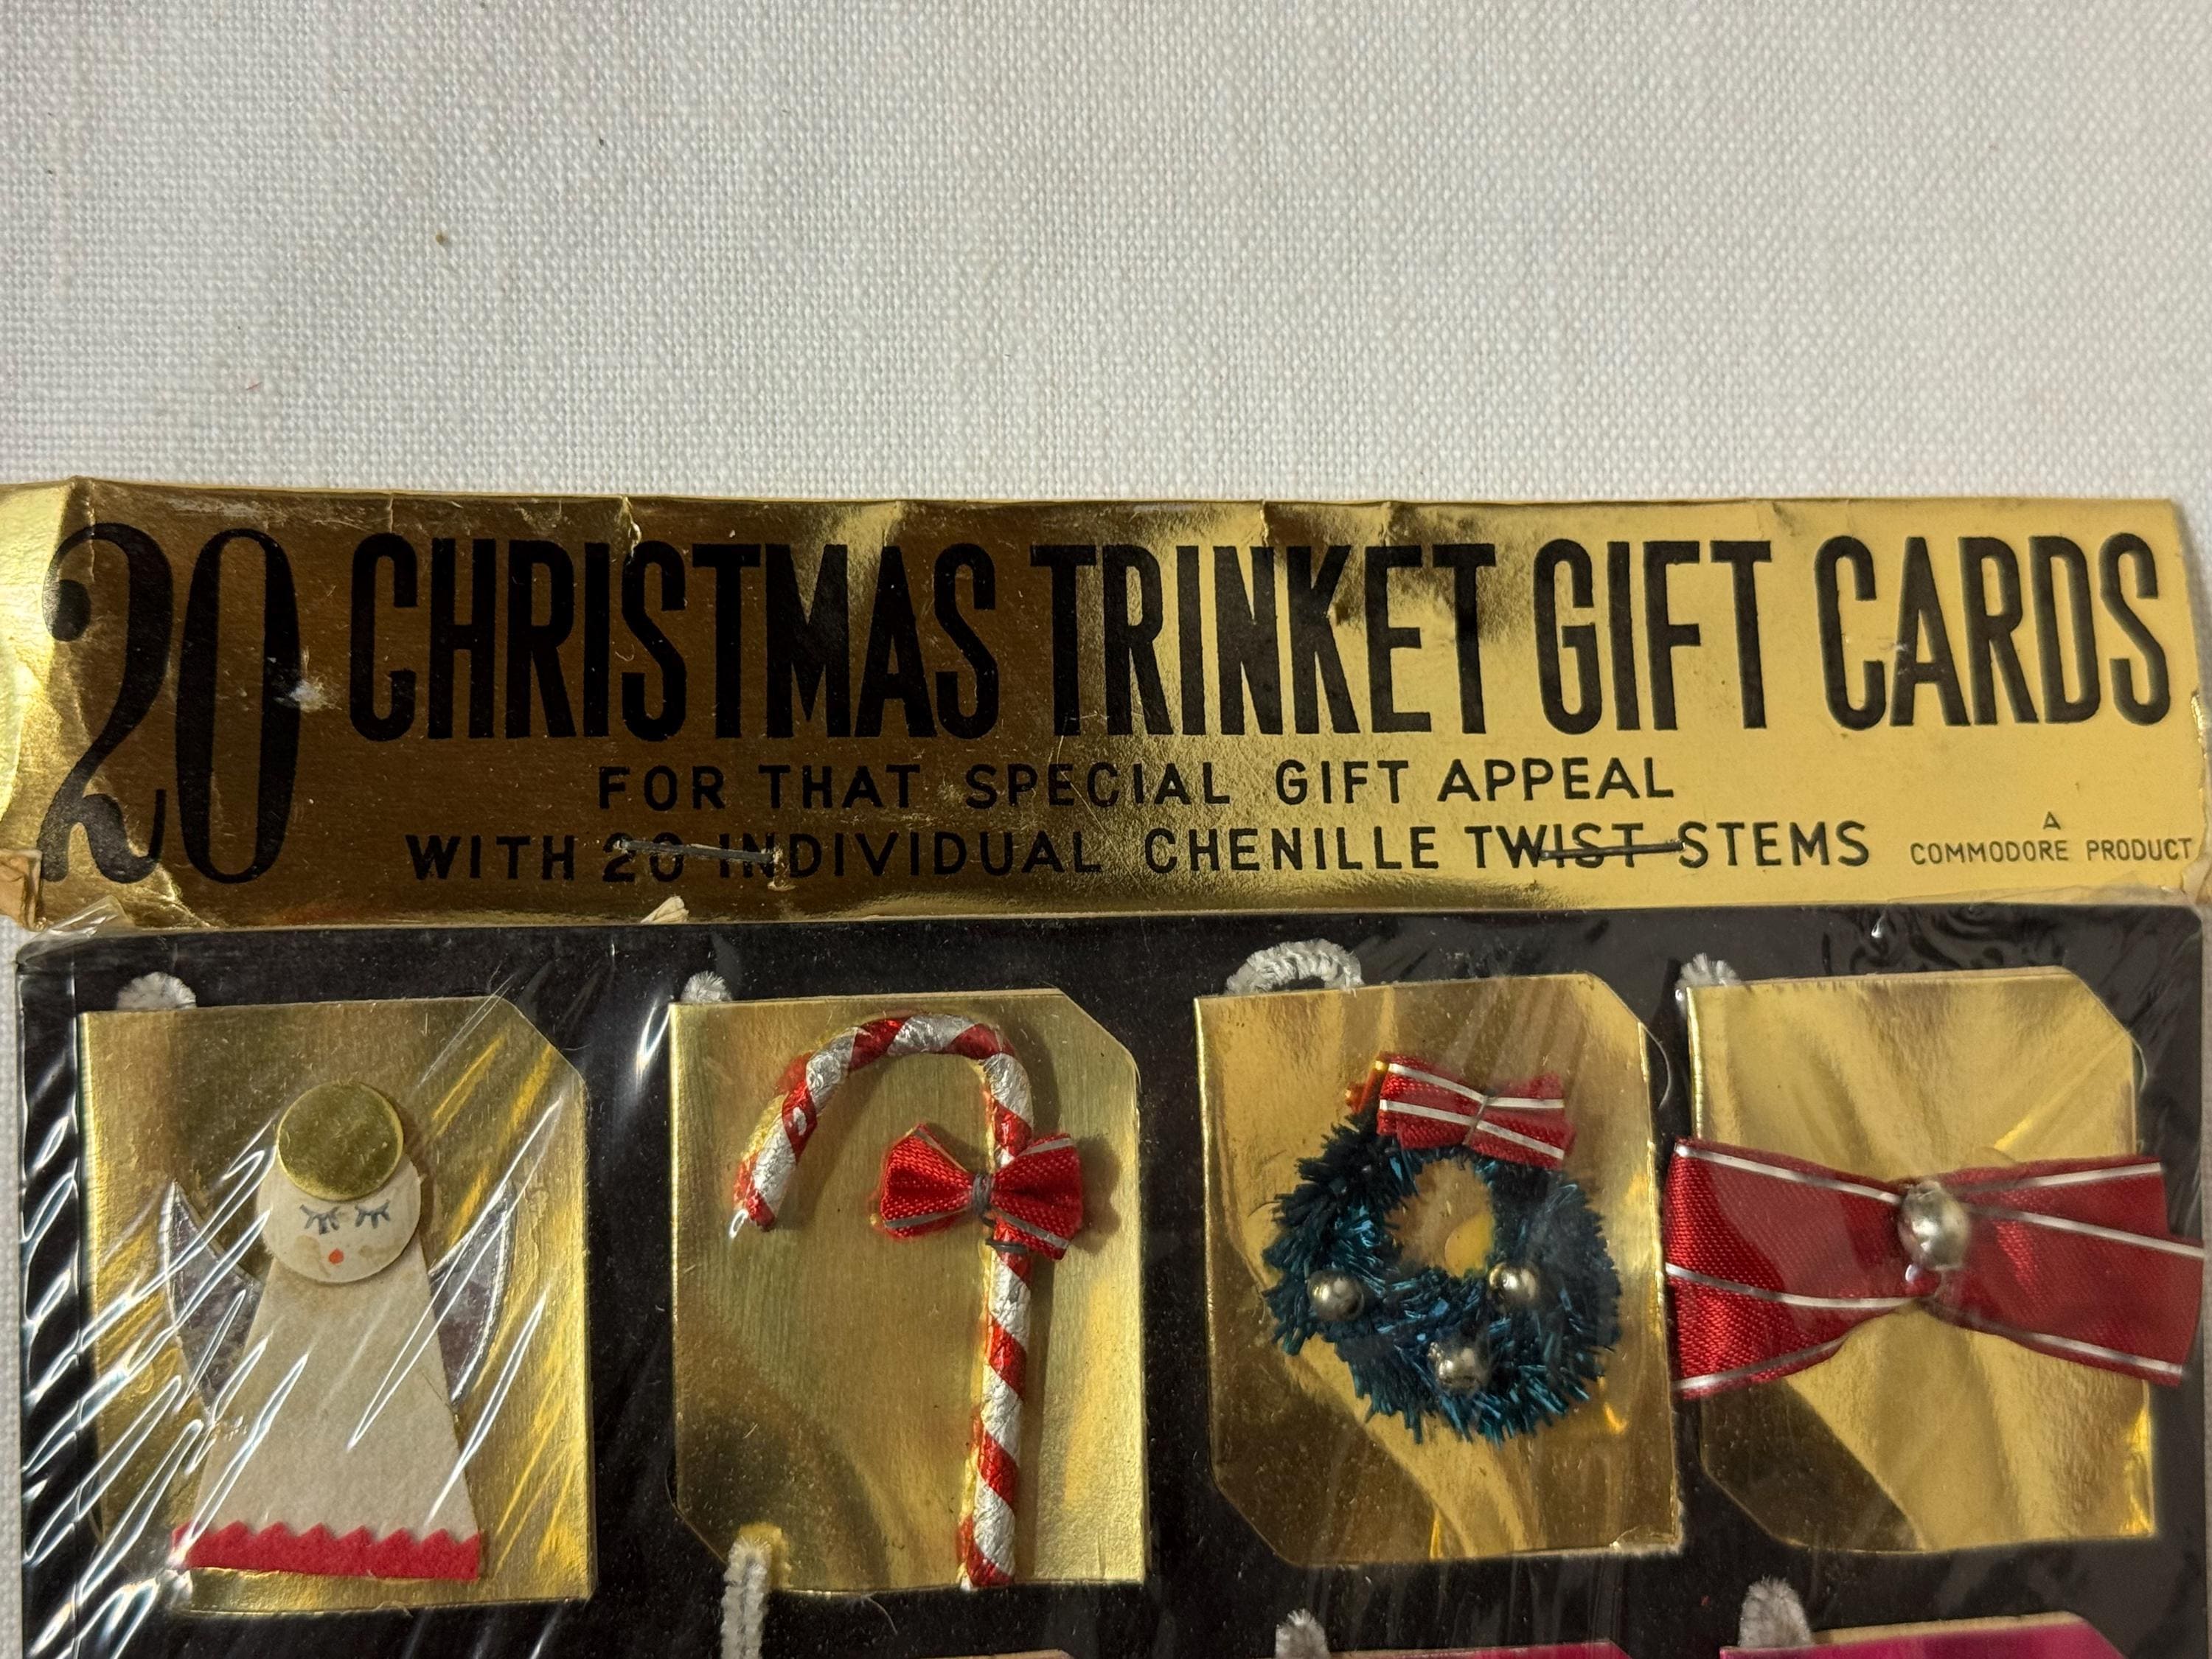 20 CHRISTMAS TRINKET GIFT CARDS
FOR THAT SPECIAL GIFT APPEAL
WITH 20 INDIVIDUAL CHENILLE TWIST STEMS
A
COMMODORE PRODUCT